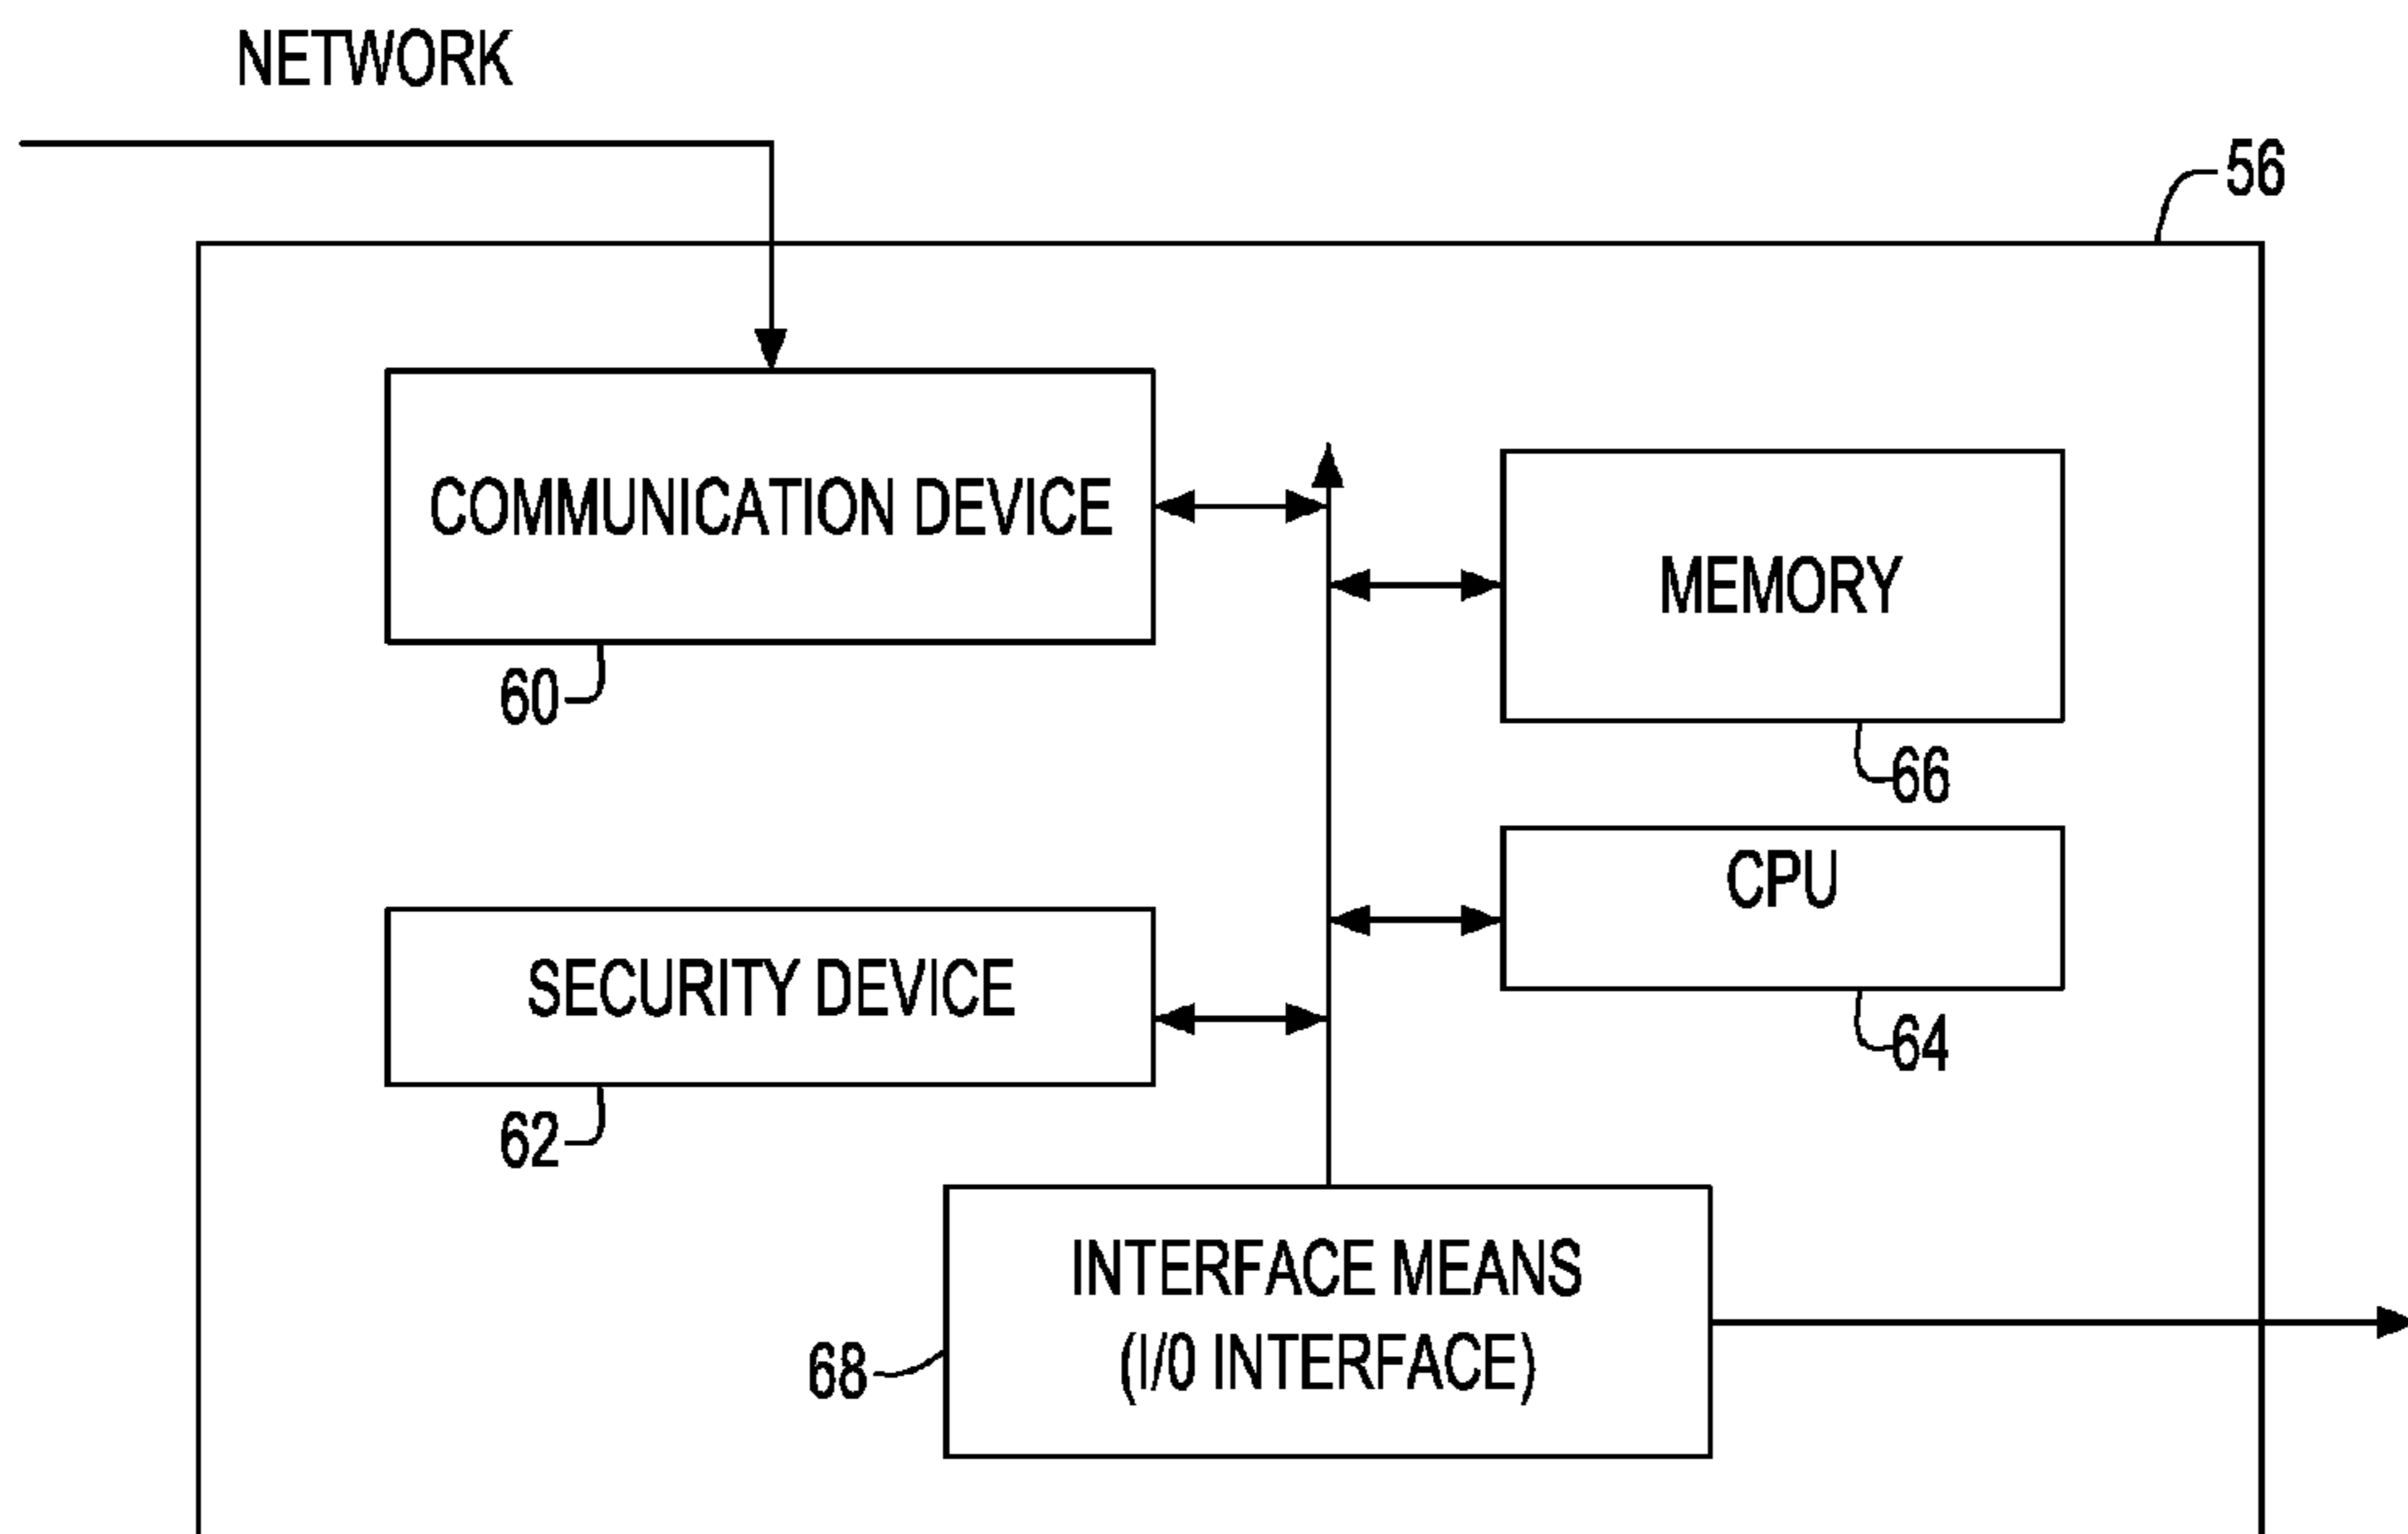 NETWORK
56
COMMUNICATION DEVICE
60
MEMORY
66
CPU
64
SECURITY DEVICE
62
INTERFACE MEANS
(I/0 INTERFACE)
68